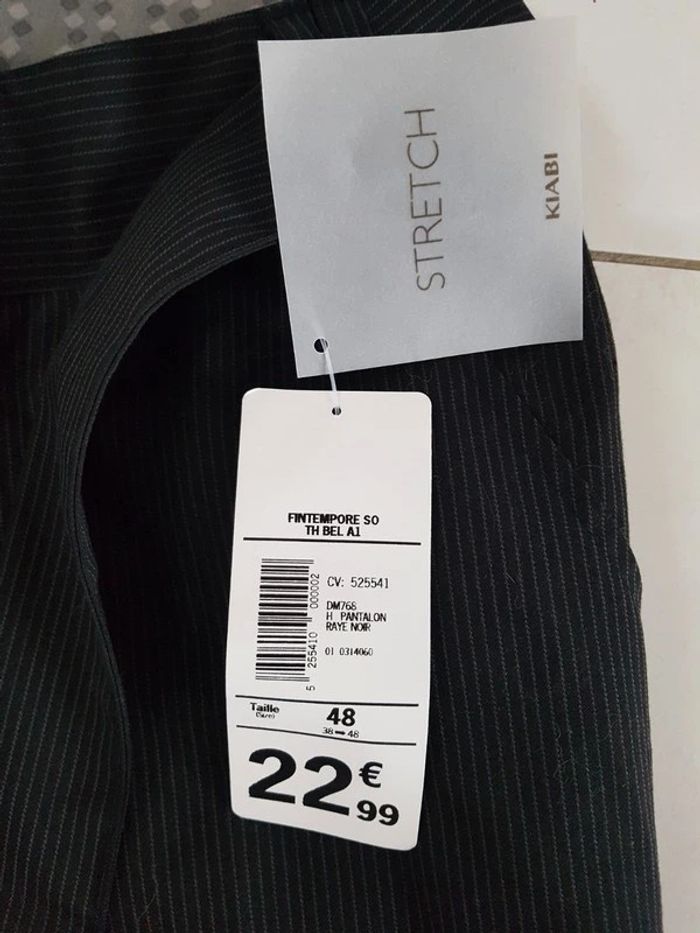 STRETCH
KIABI
FINTEMPORE SO
TH BEL A1
CV: 525541
DM768
H PANTALON
RAYE NOIR
01 0314060
5 255410 000002
Taille
48
38 48
22€99